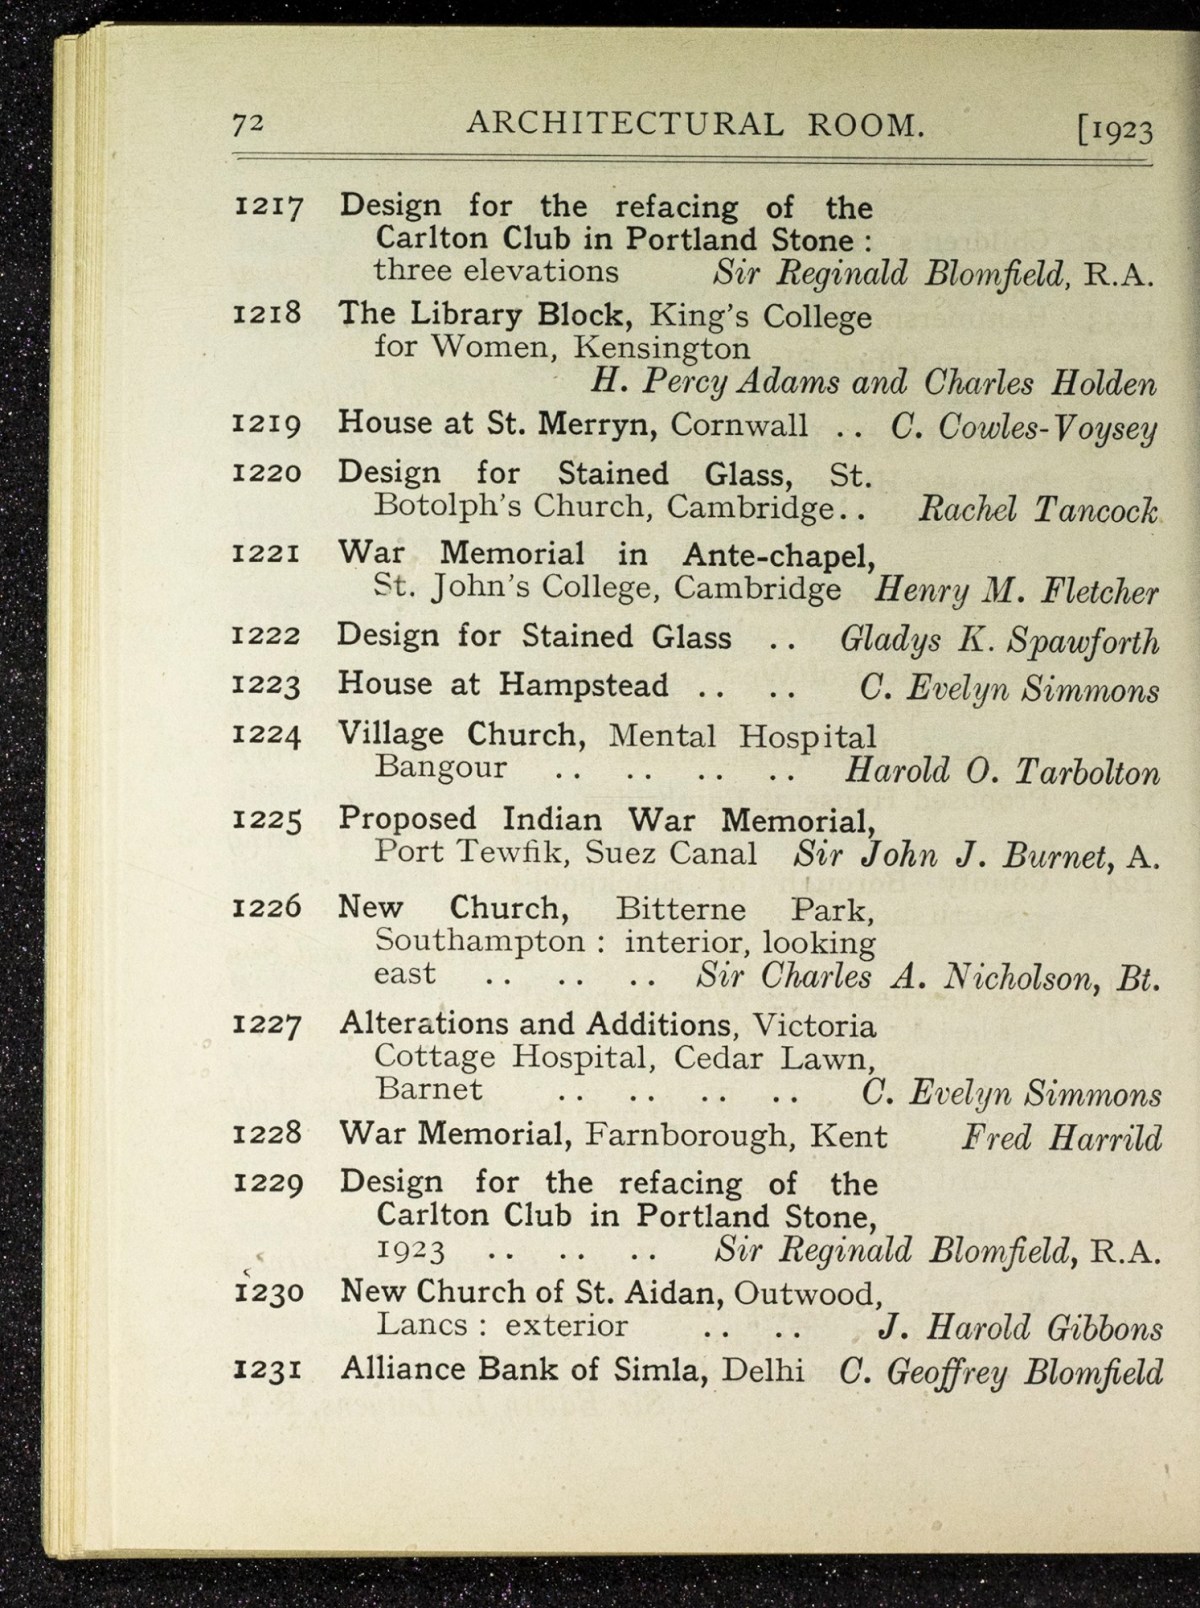 72 ARCHITECTURAL ROOM. [1923
1217 Design for the refacing of the
Carlton Club in Portland Stone :
three elevations Sir Reginald Blomfield, R.A.
1218 The Library Block, King's College
for Women, Kensington
H. Percy Adams and Charles Holden
1219 House at St. Merryn, Cornwall .. C. Cowles-Voysey
1220 Design for Stained Glass, St.
Botolph's Church, Cambridge.. Rachel Tancock
1221 War Memorial in Ante-chapel,
St. John's College, Cambridge Henry M. Fletcher
1222 Design for Stained Glass .. Gladys K. Spawforth
1223 House at Hampstead .. .. C. Evelyn Simmons
1224 Village Church, Mental Hospital
Bangour .. .. .. .. Harold O. Tarbolton
1225 Proposed Indian War Memorial,
Port Tewfik, Suez Canal Sir John J. Burnet, A.
1226 New Church, Bitterne Park,
Southampton : interior, looking
east .. .. .. Sir Charles A. Nicholson, Bt.
1227 Alterations and Additions, Victoria
Cottage Hospital, Cedar Lawn,
Barnet .. .. .. .. C. Evelyn Simmons
1228 War Memorial, Farnborough, Kent Fred Harrild
1229 Design for the refacing of the
Carlton Club in Portland Stone,
1923 .. .. .. Sir Reginald Blomfield, R.A.
1230 New Church of St. Aidan, Outwood,
Lancs : exterior .. .. J. Harold Gibbons
1231 Alliance Bank of Simla, Delhi C. Geoffrey Blomfield